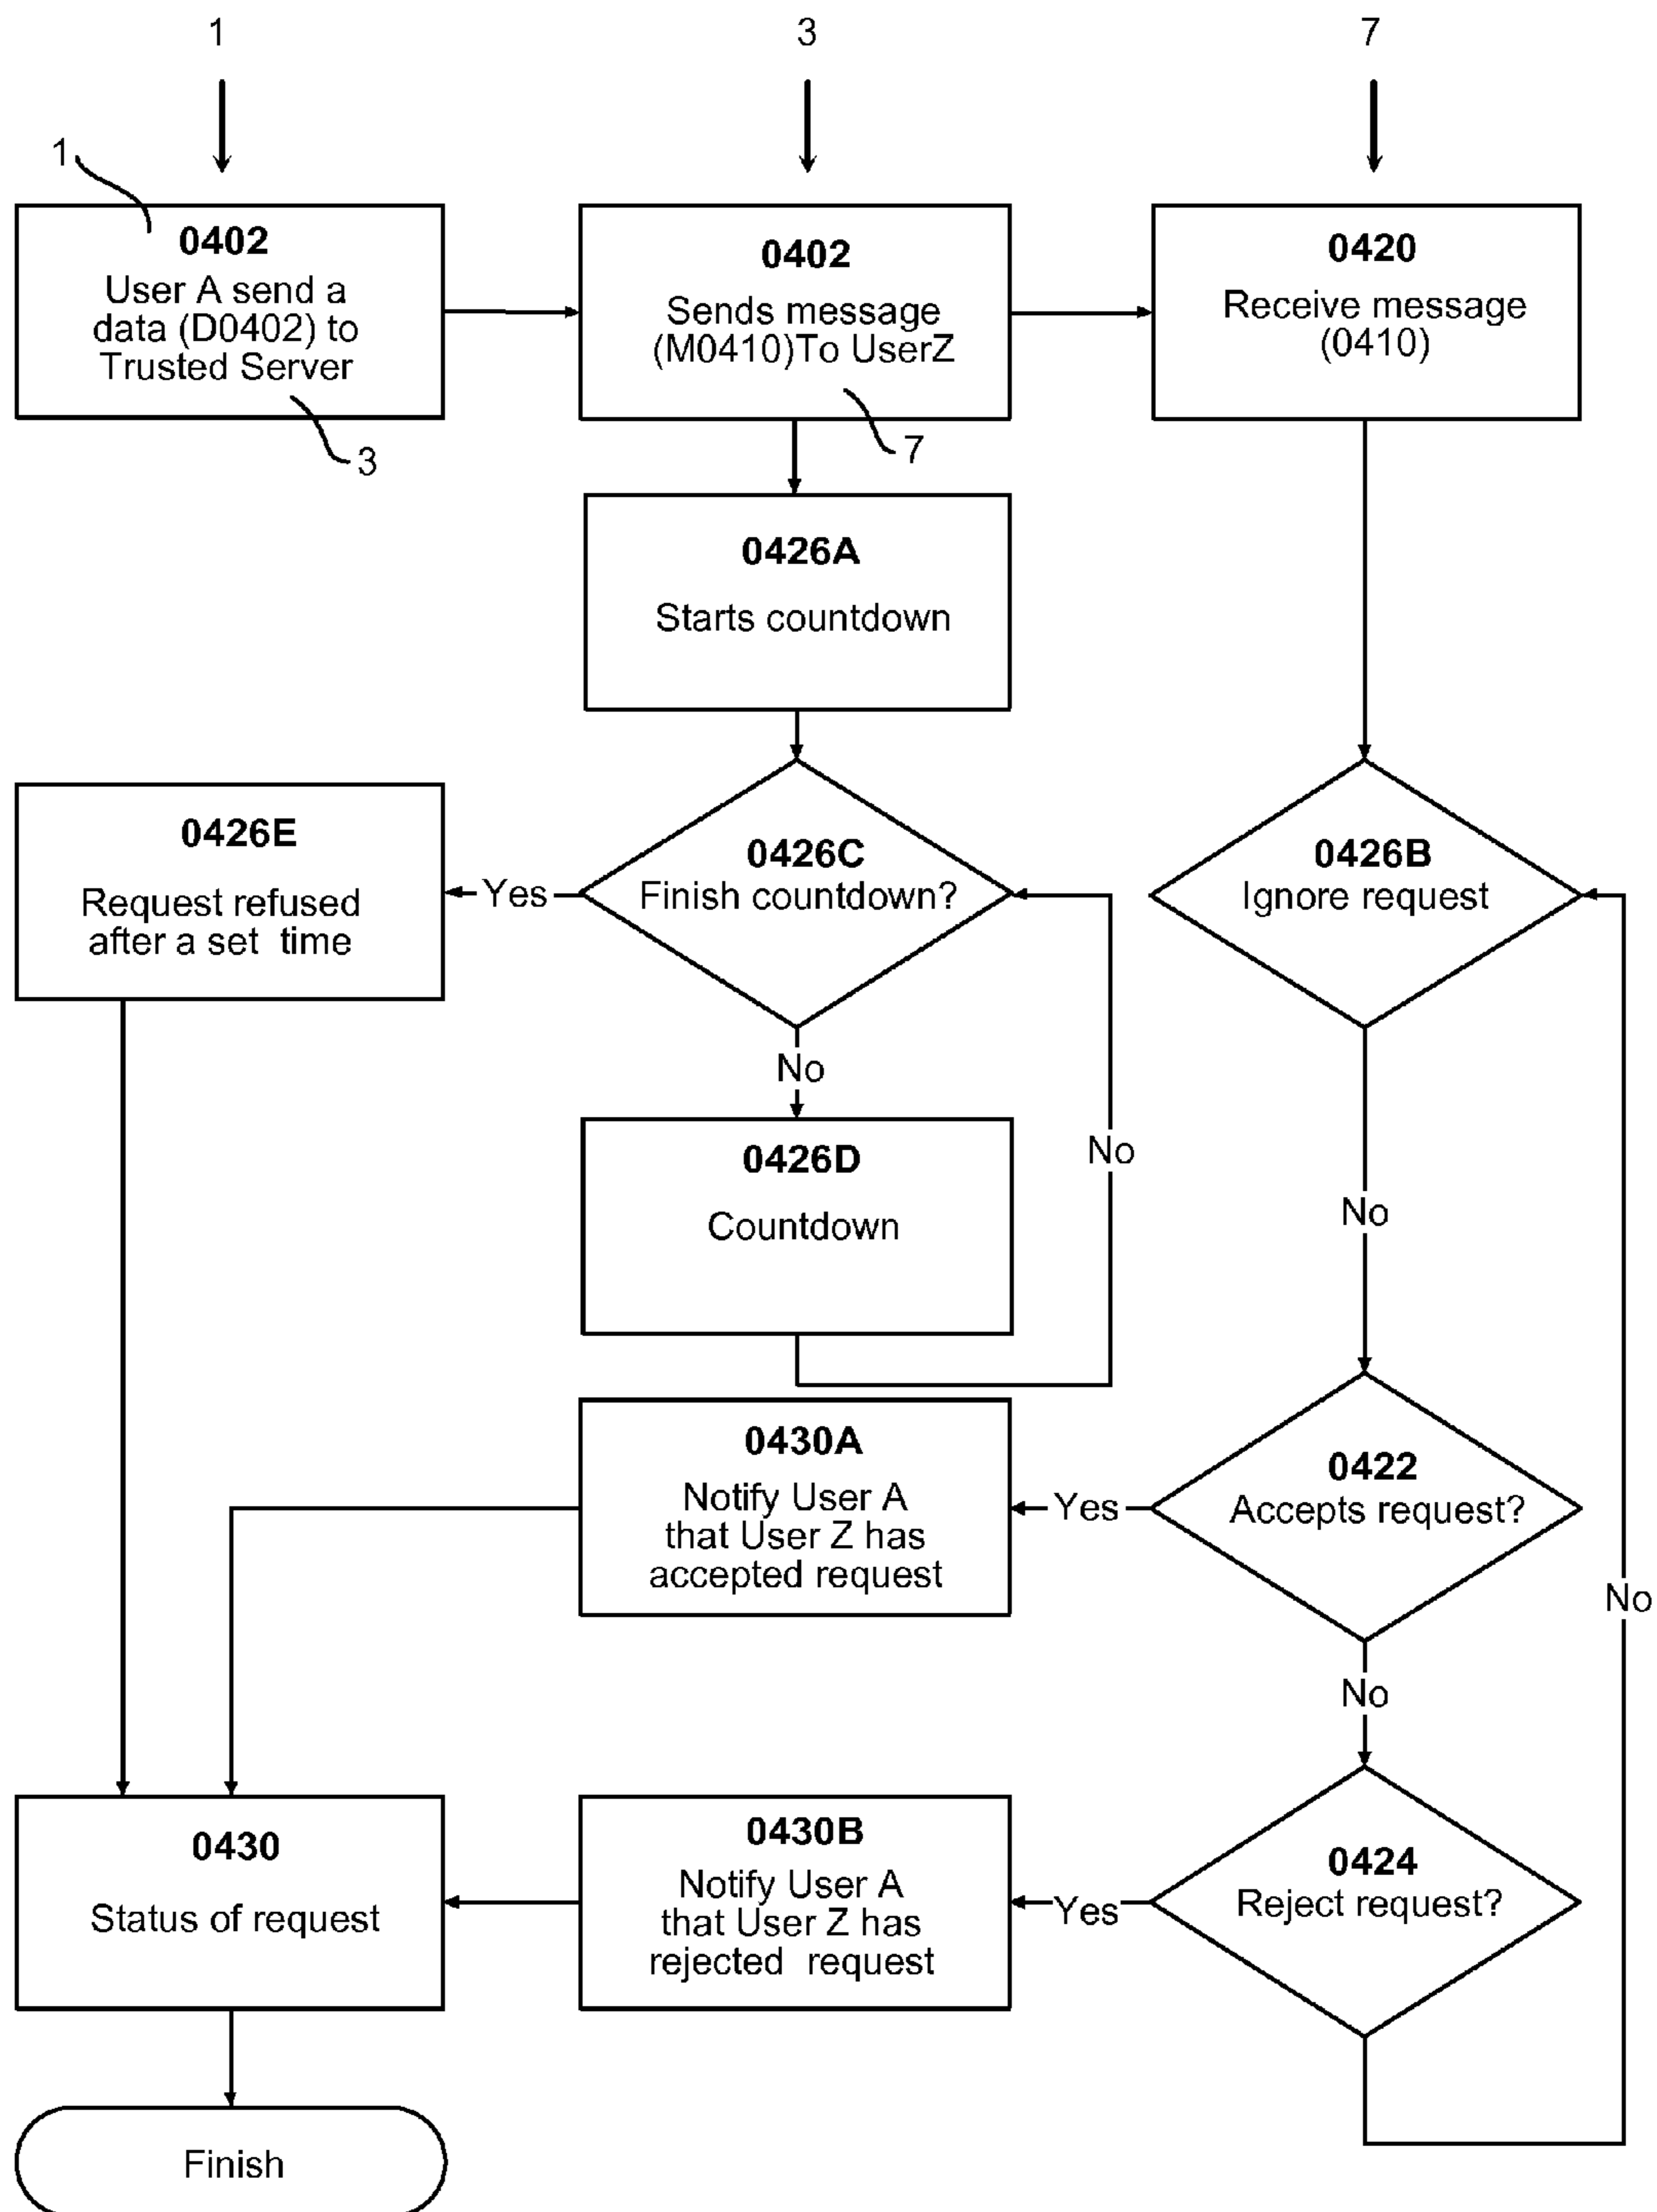 1
3
7
1
0402
User A send a
data (D0402) to
Trusted Server
3
0402
Sends message
(M0410)To UserZ
7
0420
Receive message
(0410)
0426A
Starts countdown
0426E
Request refused
after a set time
Yes
0426C
Finish countdown?
0426B
Ignore request
No
No
No
0426D
Countdown
0430A
Notify User A
that User Z has
accepted request
Yes
0422
Accepts request?
No
No
0430
Status of request
0430B
Notify User A
that User Z has
rejected request
Yes
0424
Reject request?
Finish